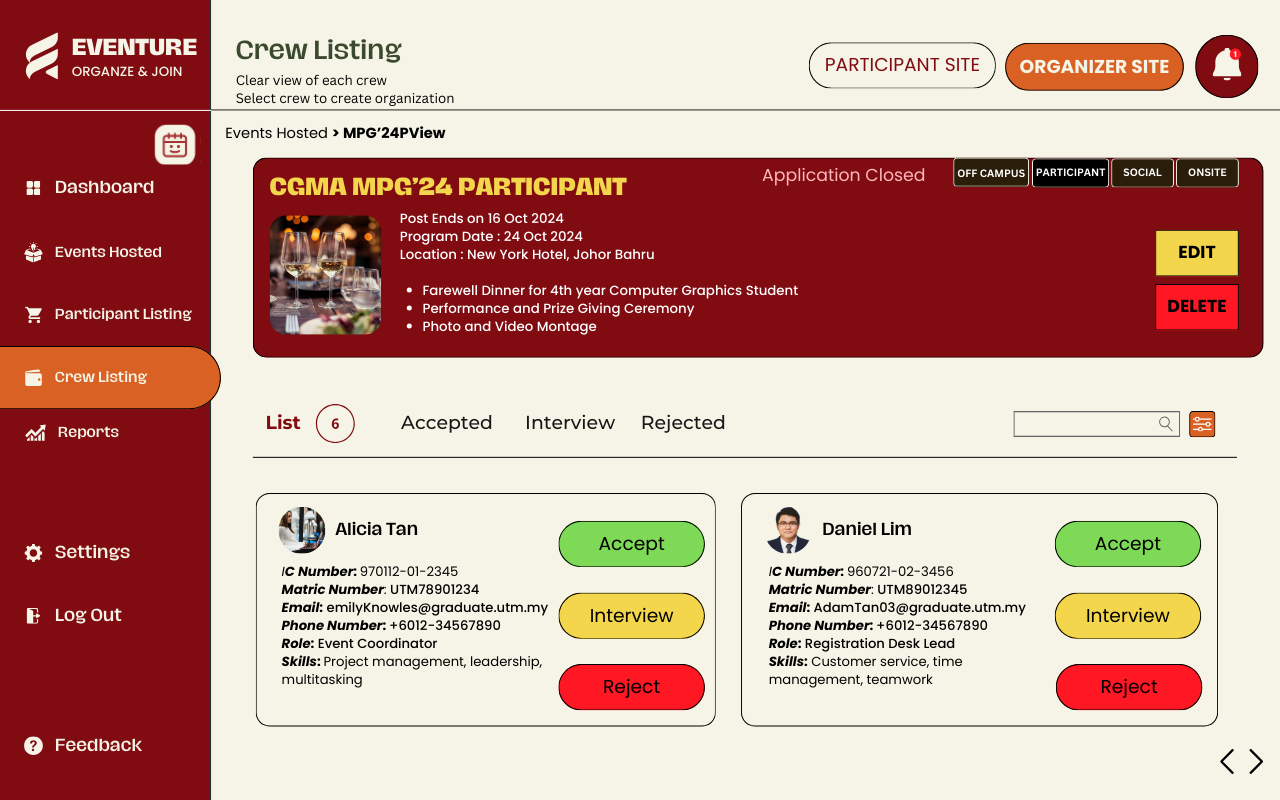 EVENTURE
ORGANZE & JOIN
Crew Listing
Clear view of each crew
Select crew to create organization
PARTICIPANT SITE
ORGANIZER SITE
1
Events Hosted > MPG'24PView
Dashboard
Events Hosted
Participant Listing
Crew Listing
Reports
Settings
Log Out
Feedback
CGMA MPG'24 PARTICIPANT
Application Closed
OFF CAMPUS
PARTICIPANT
SOCIAL
ONSITE
Post Ends on 16 Oct 2024
Program Date : 24 Oct 2024
Location : New York Hotel, Johor Bahru
• Farewell Dinner for 4th year Computer Graphics Student
• Performance and Prize Giving Ceremony
• Photo and Video Montage
EDIT
DELETE
List 6 Accepted Interview Rejected
Alicia Tan
IC Number: 970112-01-2345
Matric Number: UTM78901234
Email: emilyKnowles@graduate.utm.my
Phone Number: +6012-34567890
Role: Event Coordinator
Skills: Project management, leadership,
multitasking
Accept
Interview
Reject
Daniel Lim
IC Number: 960721-02-3456
Matric Number: UTM89012345
Email: AdamTan03@graduate.utm.my
Phone Number: +6012-34567890
Role: Registration Desk Lead
Skills: Customer service, time
management, teamwork
Accept
Interview
Reject